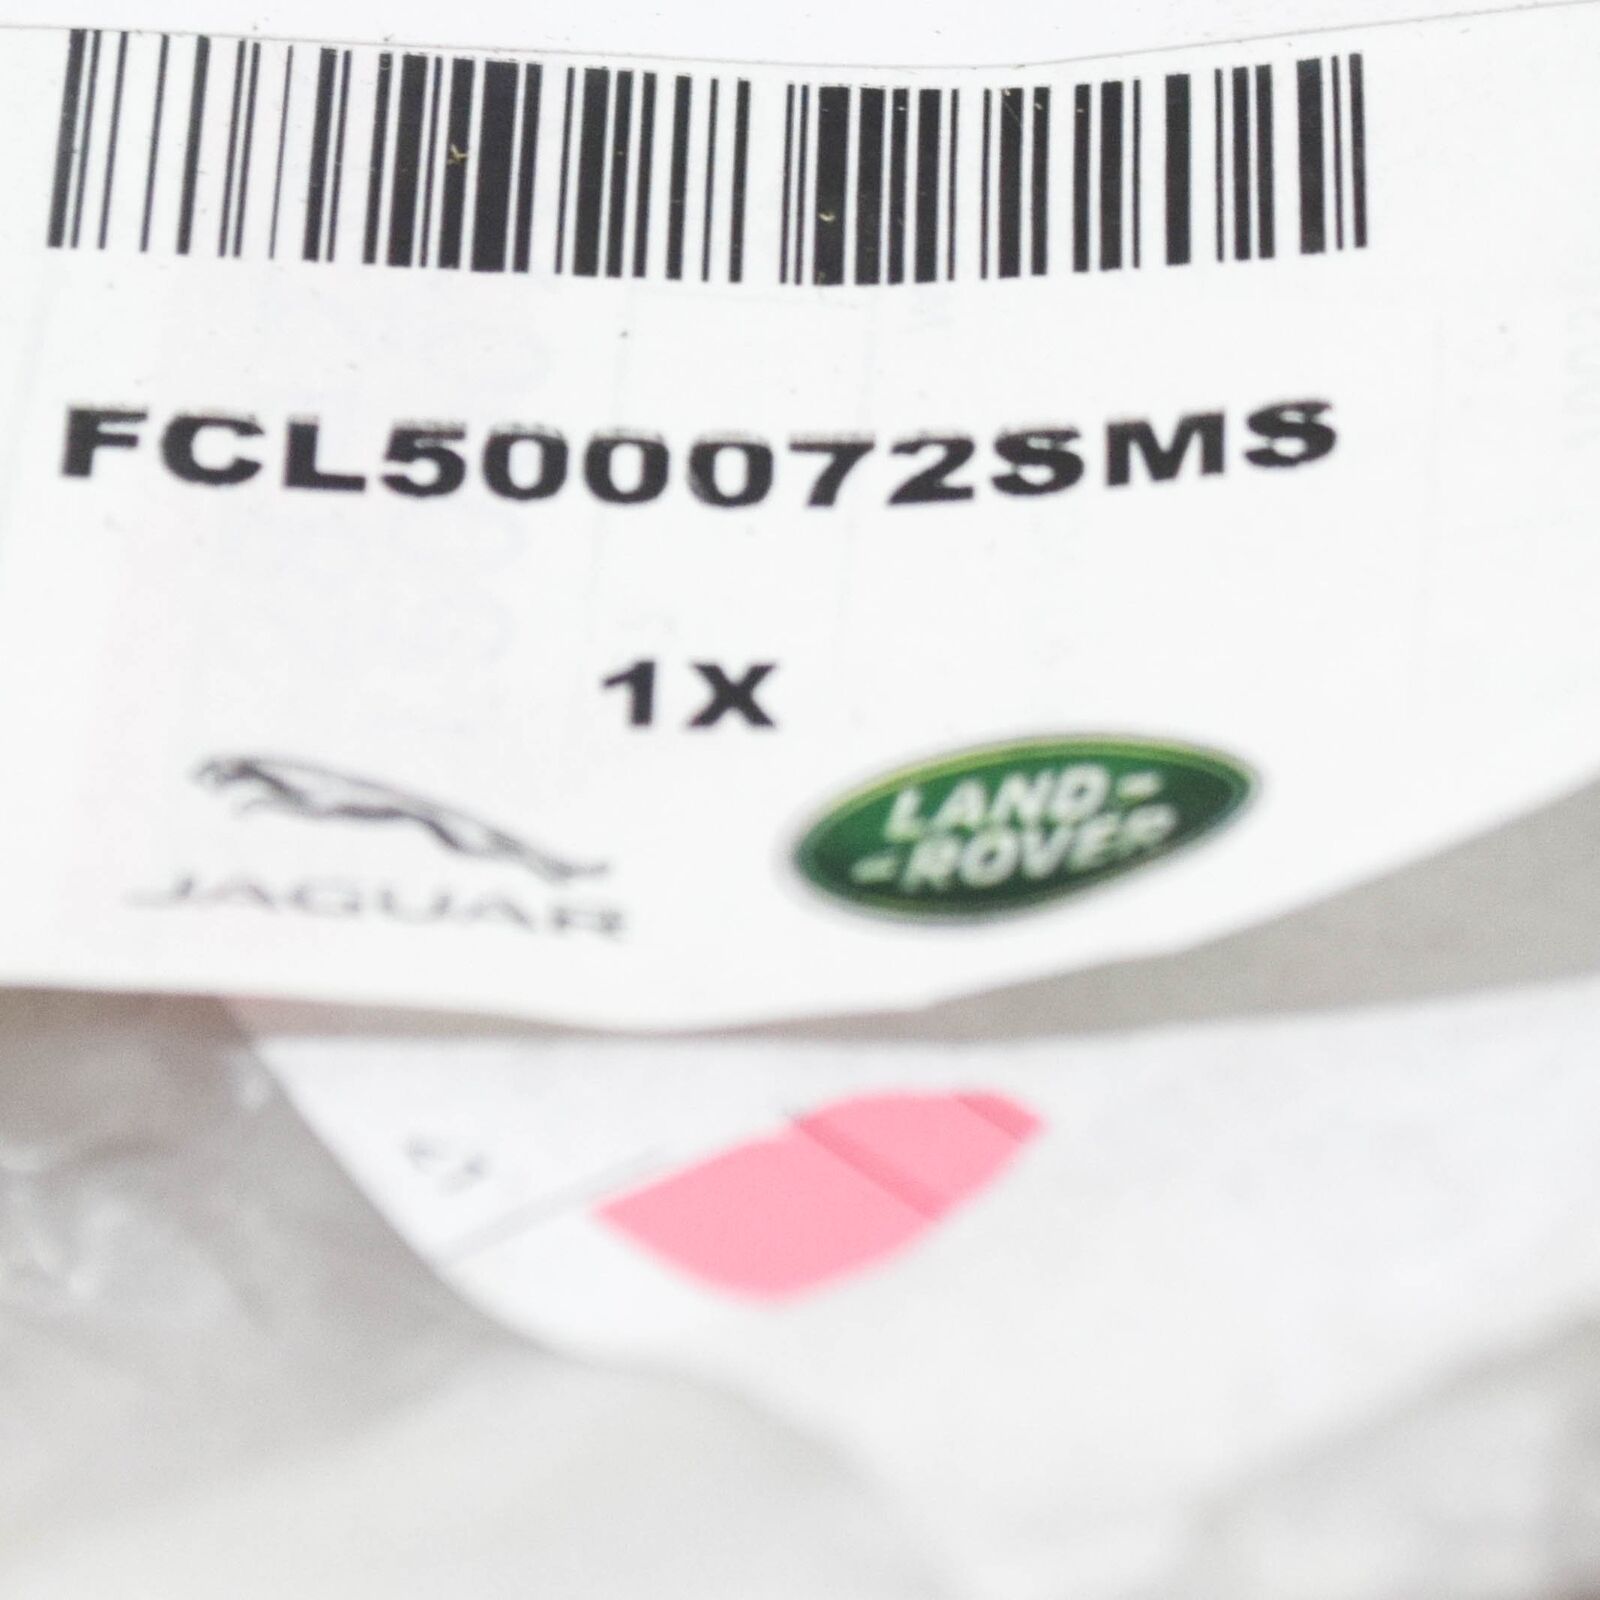 FCL500072SMS
1X
JAGUAR
LAND-
-ROVER